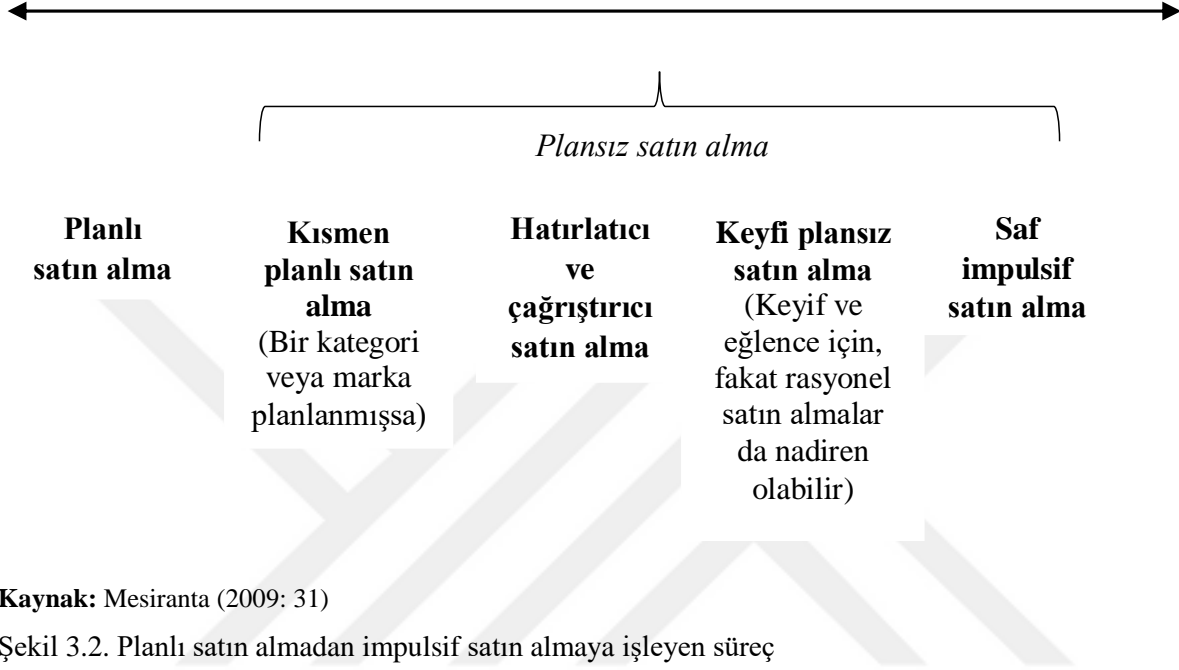 Plansız satın alma
Planlı
satın alma
Kısmen
planlı satın
alma
(Bir kategori
veya marka
planlanmışsa)
Hatırlatıcı
ve
çağrıştırıcı
satın alma
Keyfi plansız
satın alma
(Keyif ve
eğlence için,
fakat rasyonel
satın almalar
da nadiren
olabilir)
Saf
impulsif
satın alma
Kaynak: Mesiranta (2009: 31)
Şekil 3.2. Planlı satın almadan impulsif satın almaya işleyen süreç